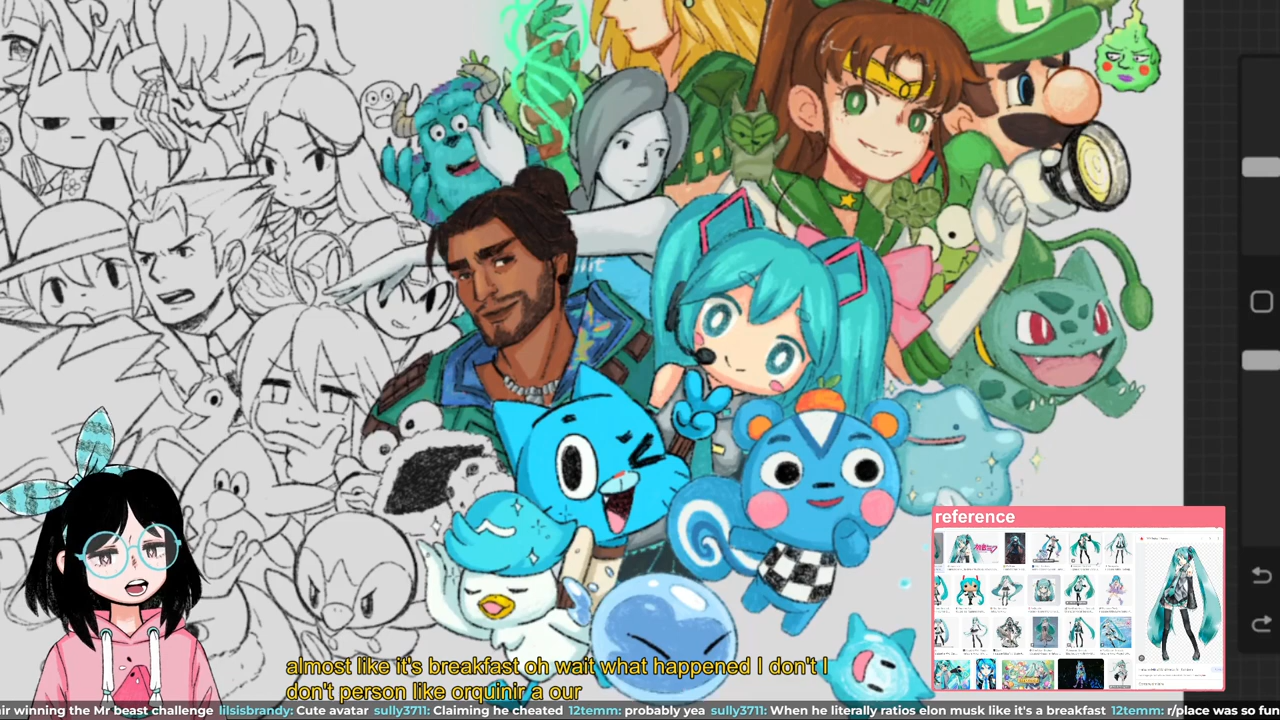 L
reference
almost like it's breakfast oh wait what happened I don't I
don't person like orquinir a our
air winning the Mr beast challenge lilsisbrandy: Cute avatar sully3711: Claiming he cheated 12temm: probably yea sully3711: When he literally ratios elon musk like it's a breakfast 12temm: r/place was so fun